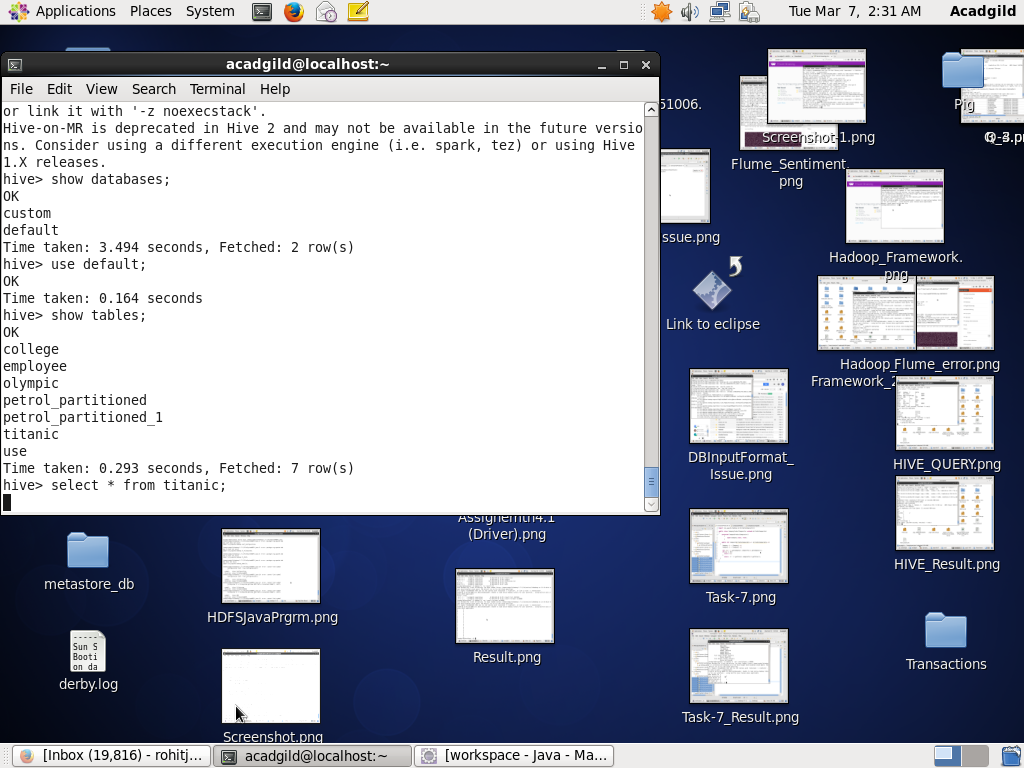 Applications Places System
Tue Mar 7, 2:31 AM Acadgild
acadgild@localhost:~
File Edit View Search Terminal Help
or link it with '-z noexecstack'.
Hive-on-MR is deprecated in Hive 2 and may not be available in the future versio
ns. Consider using a different execution engine (i.e. spark, tez) or using Hive
1.X releases.
hive> show databases;
OK
custom
default
Time taken: 3.494 seconds, Fetched: 2 row(s)
hive> use default;
OK
Time taken: 0.164 seconds
hive> show tables;
OK
college
employee
olympic
petrol_partitioned
petrol_partitioned_1
titanic
use
Time taken: 0.293 seconds, Fetched: 7 row(s)
hive> select * from titanic;
51006.
Screenshot-1.png
Pig
Flume_Sentiment.
png
ssue.png
Hadoop_Framework.
png
Link to eclipse
Hadoop_Flume_error.png
Framework_2
DBInputFormat_
Issue.png
HIVE_QUERY.png
HIVE_Result.png
(Driver).png
metastore_db
HDFSJavaPrgrm.png
Task-7.png
Result.png
Transactions
Sun S
Booti
on da
derby.log
Screenshot.png
Task-7_Result.png
[Inbox (19,816) - rohitj...
acadgild@localhost:~
[workspace - Java - Ma...